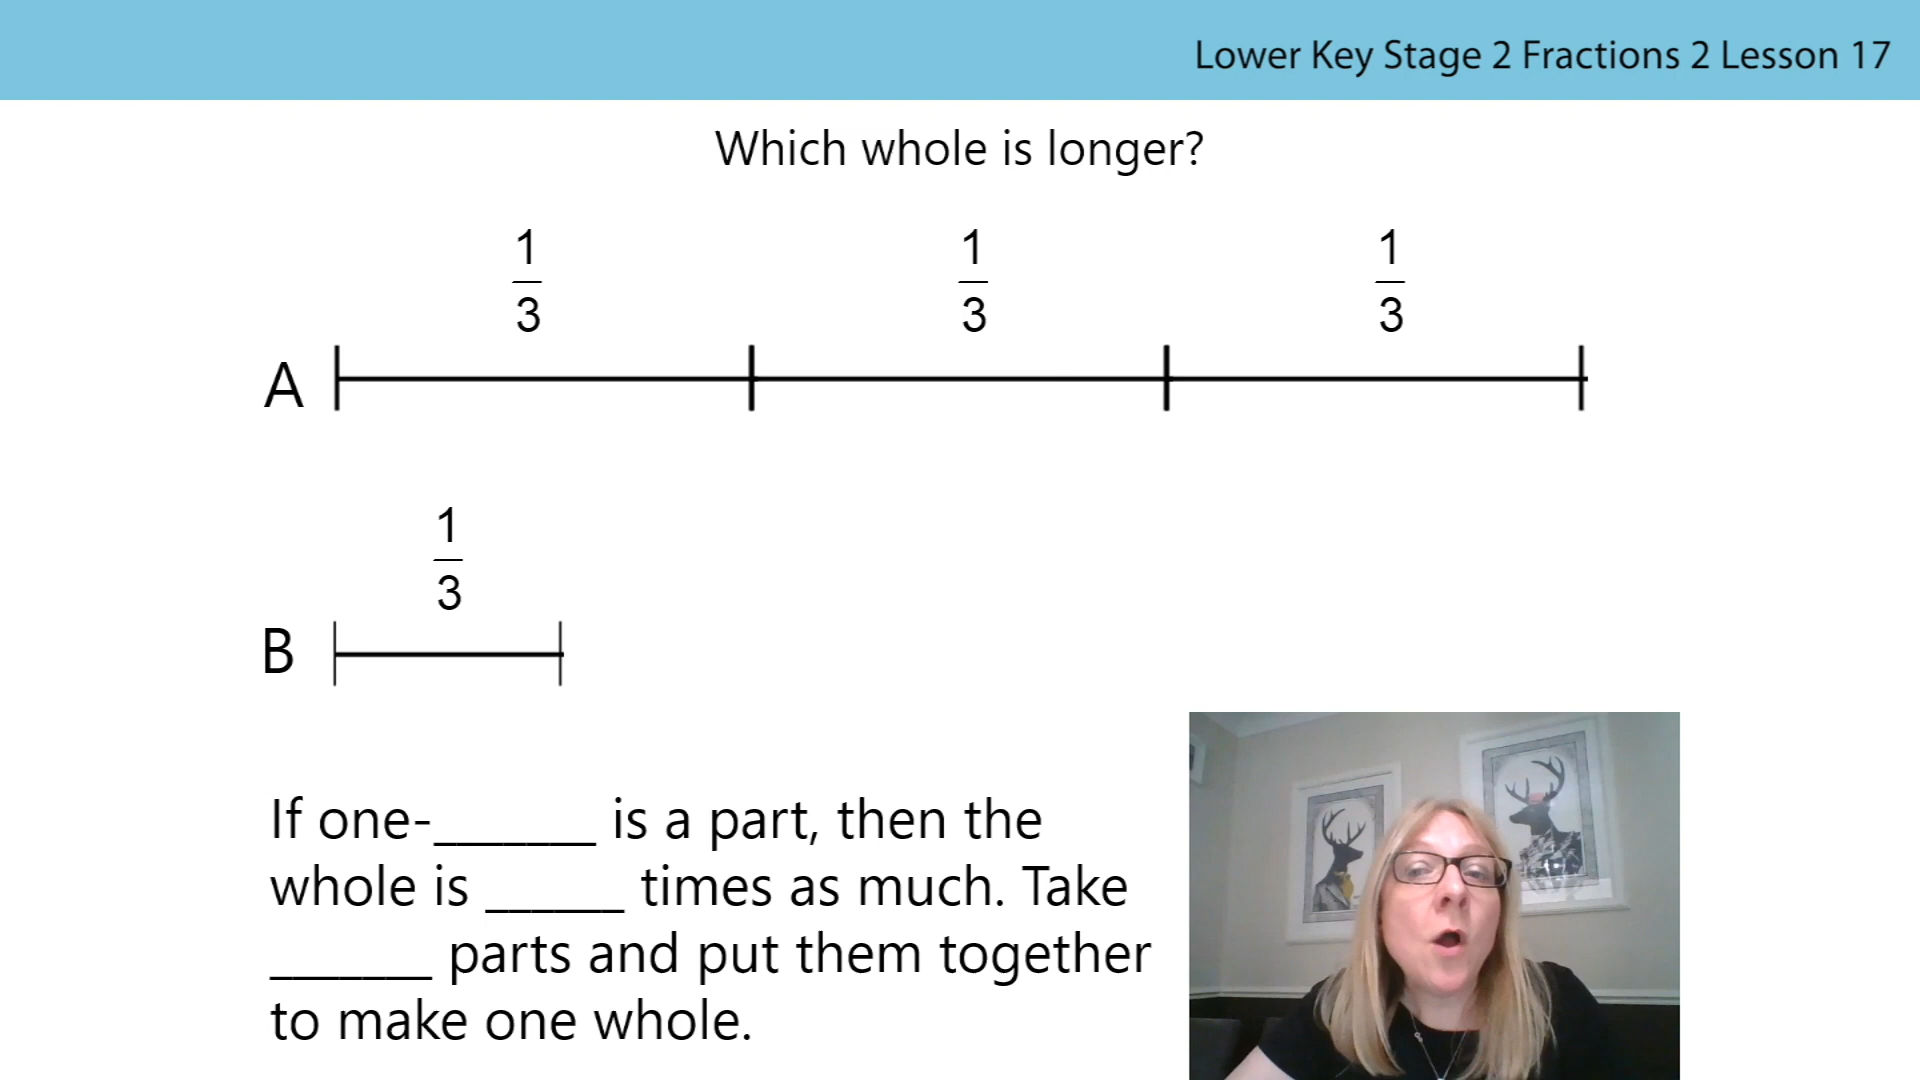 Lower Key Stage 2 Fractions 2 Lesson 17
Which whole is longer?
1/3 1/3 1/3
A
1/3
B
If one-_______ is a part, then the
whole is ______ times as much. Take
_______ parts and put them together
to make one whole.